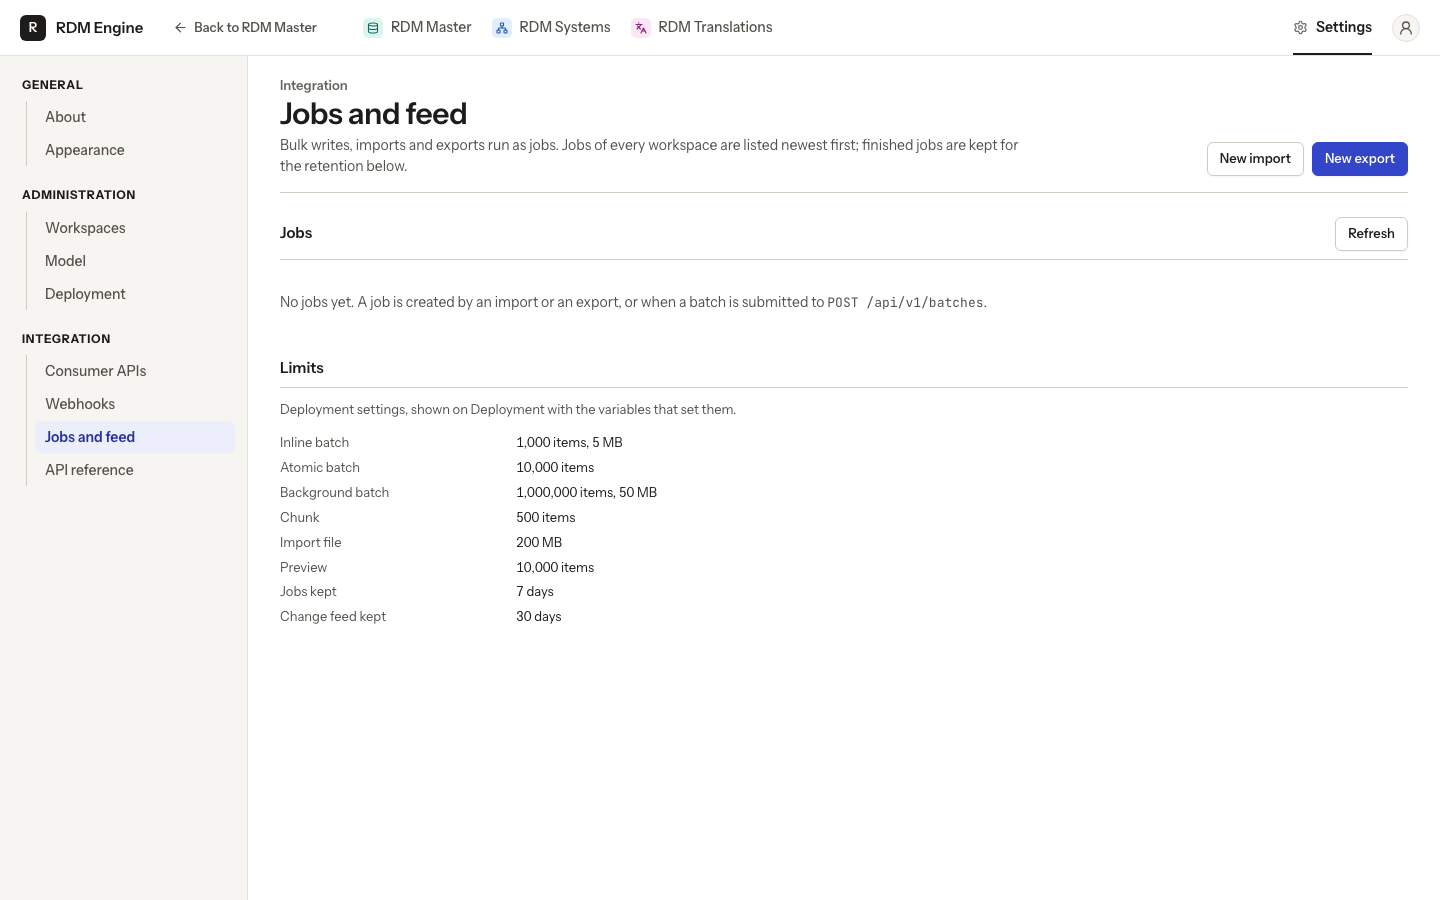 R RDM Engine
Back to RDM Master
RDM Master
RDM Systems
RDM Translations
Settings
GENERAL
About
Appearance
ADMINISTRATION
Workspaces
Model
Deployment
INTEGRATION
Consumer APIs
Webhooks
Jobs and feed
API reference
Integration
Jobs and feed
Bulk writes, imports and exports run as jobs. Jobs of every workspace are listed newest first; finished jobs are kept for
the retention below.
New import
New export
Jobs
Refresh
No jobs yet. A job is created by an import or an export, or when a batch is submitted to POST /api/v1/batches.
Limits
Deployment settings, shown on Deployment with the variables that set them.
Inline batch 1,000 items, 5 MB
Atomic batch 10,000 items
Background batch 1,000,000 items, 50 MB
Chunk 500 items
Import file 200 MB
Preview 10,000 items
Jobs kept 7 days
Change feed kept 30 days